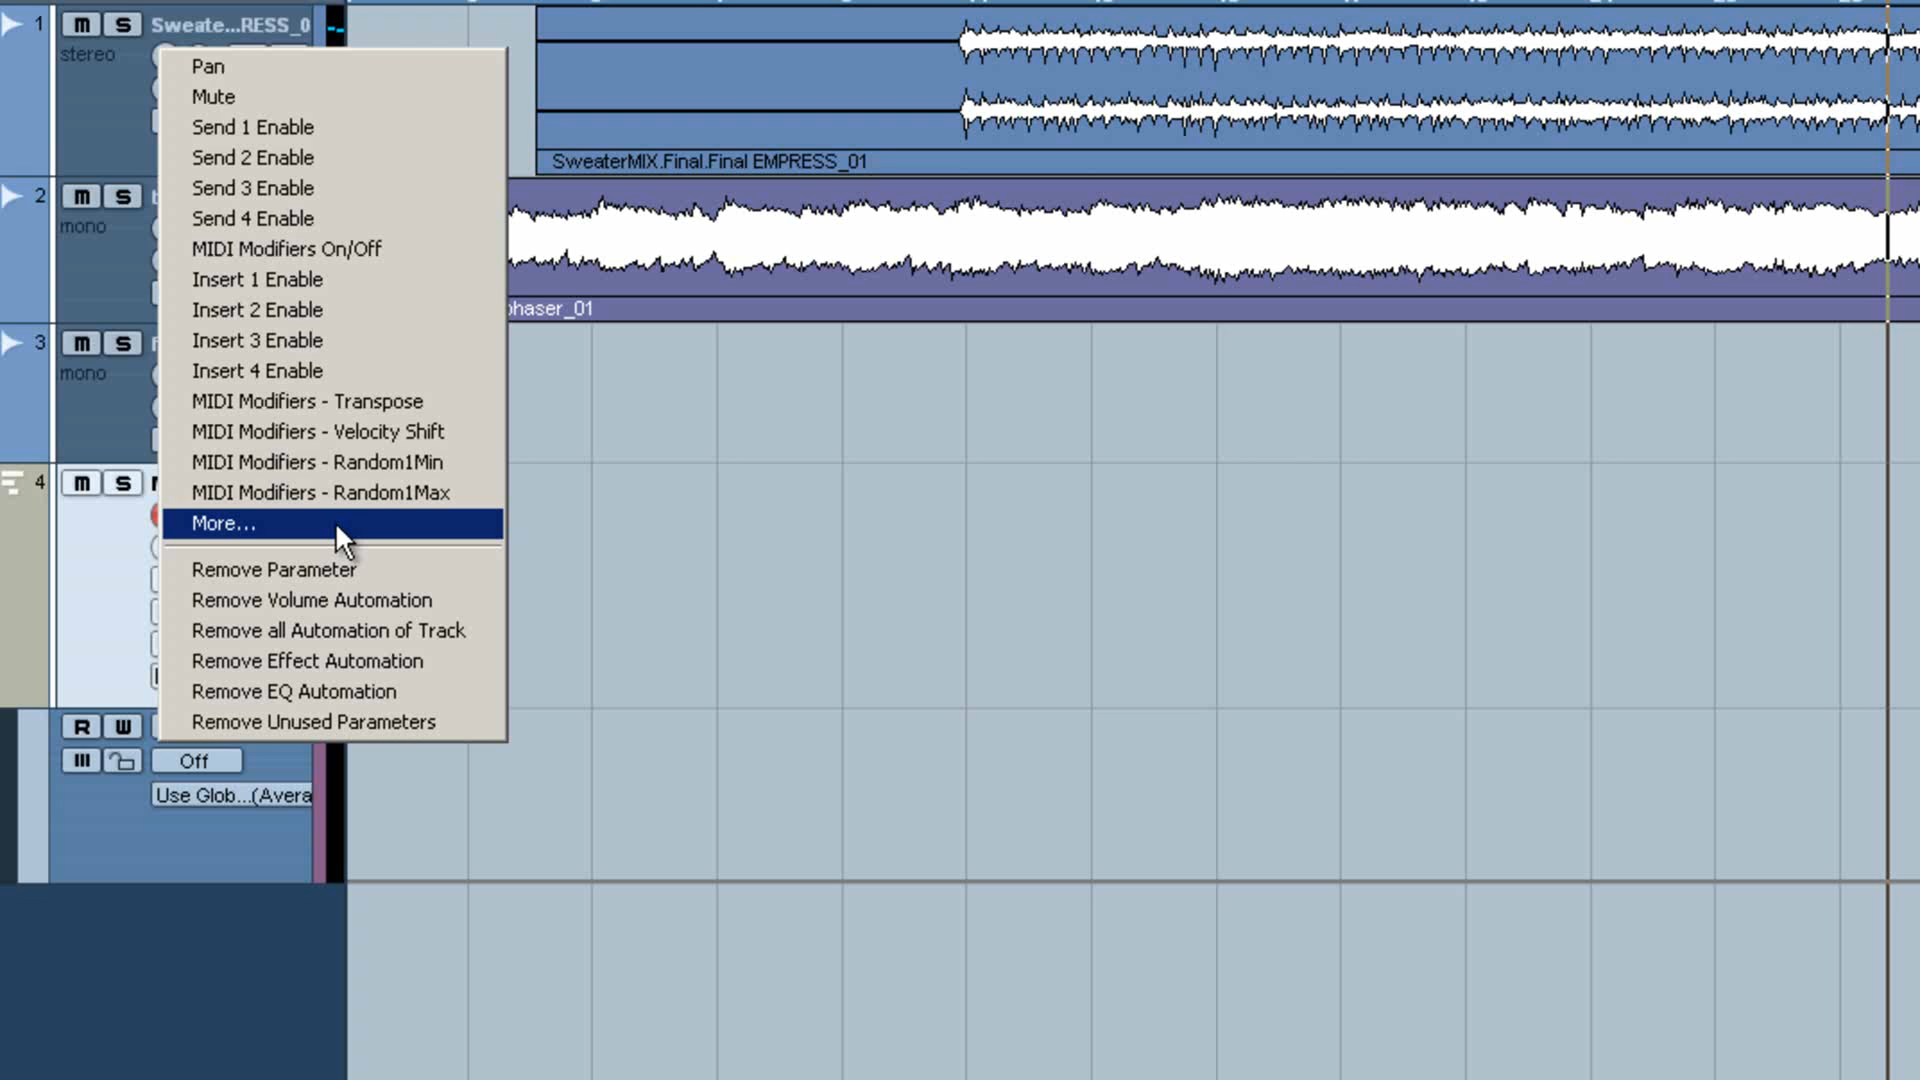 1 m S Sweate...RESS_0
stereo
Pan
Mute
Send 1 Enable
Send 2 Enable
Send 3 Enable
Send 4 Enable
MIDI Modifiers On/Off
Insert 1 Enable
Insert 2 Enable
Insert 3 Enable
Insert 4 Enable
MIDI Modifiers - Transpose
MIDI Modifiers - Velocity Shift
MIDI Modifiers - Random1Min
MIDI Modifiers - Random1Max
More...
Remove Parameter
Remove Volume Automation
Remove all Automation of Track
Remove Effect Automation
Remove EQ Automation
Remove Unused Parameters
SweaterMIX.Final.Final EMPRESS_01
2 m S
mono
phaser_01
3 m S
mono
4 m S
R W
Off
Use Glob...(Avera